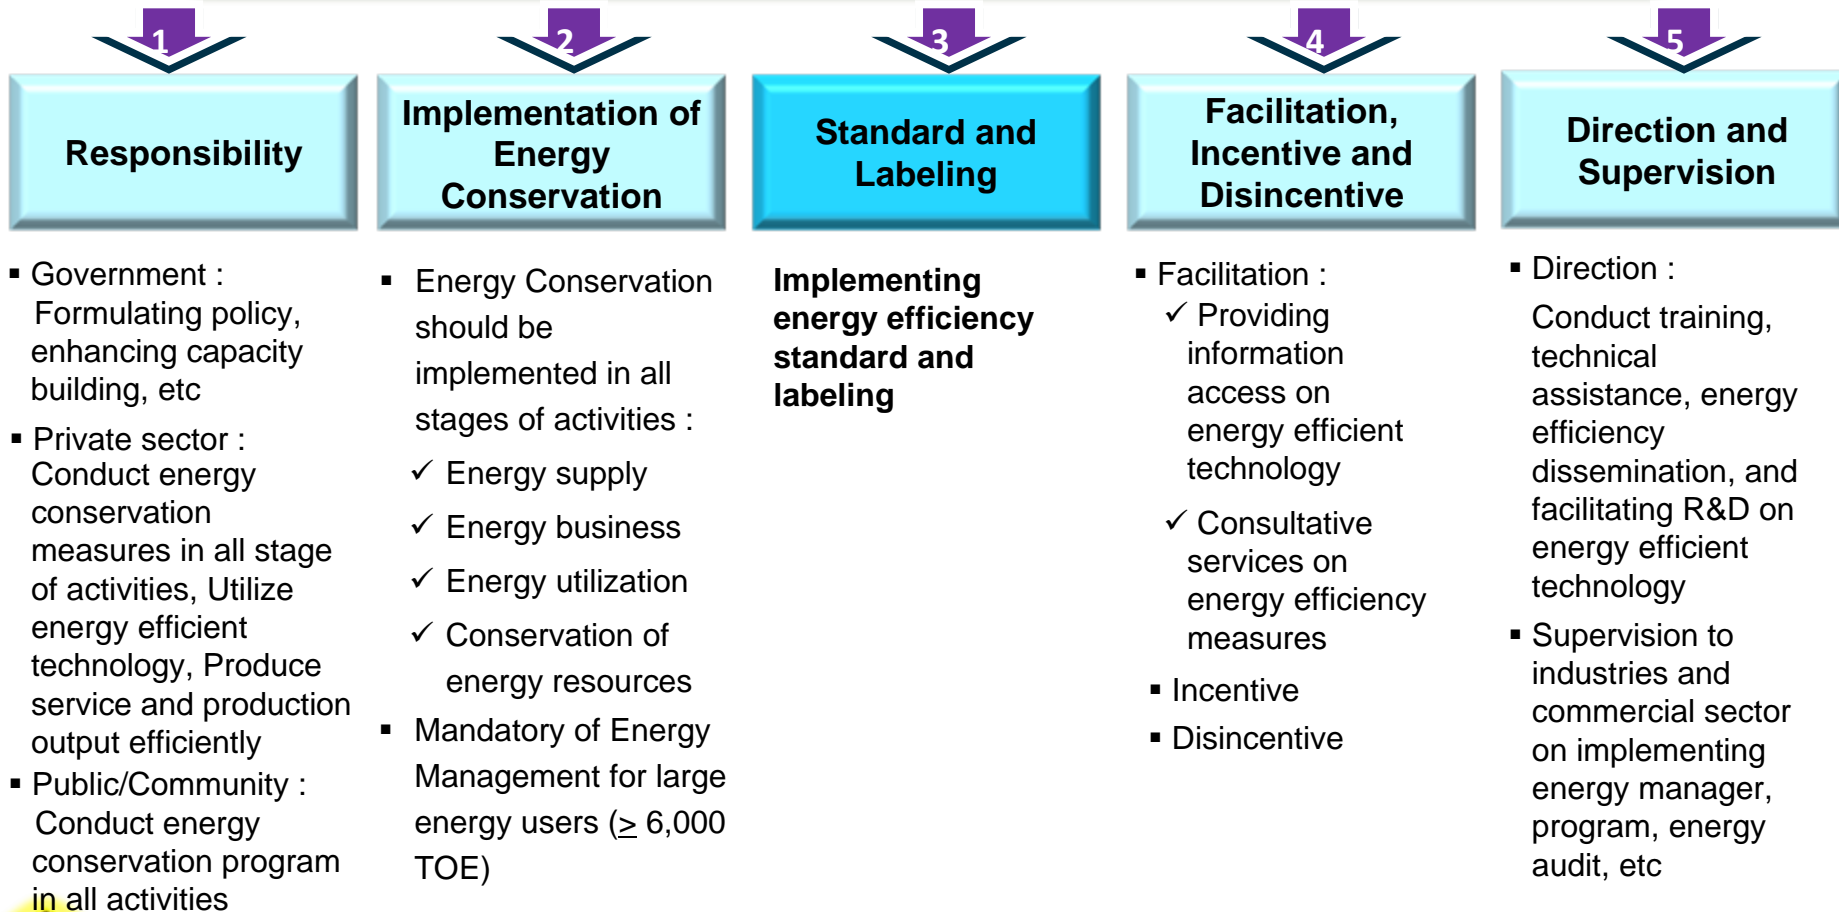 1
Responsibility
▪ Government :
Formulating policy,
enhancing capacity
building, etc
▪ Private sector :
Conduct energy
conservation
measures in all stage
of activities, Utilize
energy efficient
technology, Produce
service and production
output efficiently
▪ Public/Community :
Conduct energy
conservation program
in all activities
2
Implementation of
Energy
Conservation
▪ Energy Conservation
should be
implemented in all
stages of activities :
✓ Energy supply
✓ Energy business
✓ Energy utilization
✓ Conservation of
energy resources
▪ Mandatory of Energy
Management for large
energy users (≥ 6,000
TOE)
3
Standard and
Labeling
Implementing
energy efficiency
standard and
labeling
4
Facilitation,
Incentive and
Disincentive
▪ Facilitation :
✓ Providing
information
access on
energy efficient
technology
✓ Consultative
services on
energy efficiency
measures
▪ Incentive
▪ Disincentive
5
Direction and
Supervision
▪ Direction :
Conduct training,
technical
assistance, energy
efficiency
dissemination, and
facilitating R&D on
energy efficient
technology
▪ Supervision to
industries and
commercial sector
on implementing
energy manager,
program, energy
audit, etc